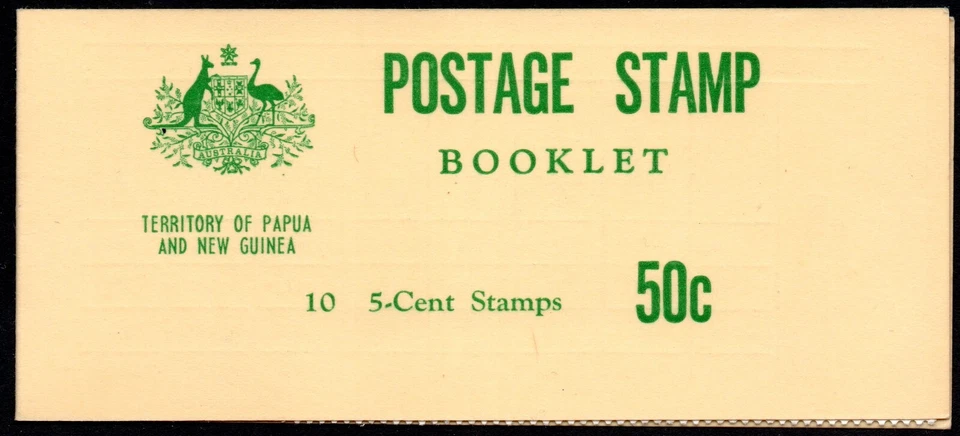 POSTAGE STAMP
BOOKLET
AUSTRALIA
TERRITORY OF PAPUA
AND NEW GUINEA
10 5-Cent Stamps 50c